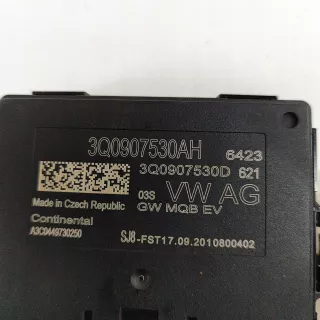 3Q0907530AH 6423
3Q0907530D 621
03S VW AG
Made in Czech Republic GW MQB EV
Continental
A3C0449730250 SJ8-FST17.09.2010800402